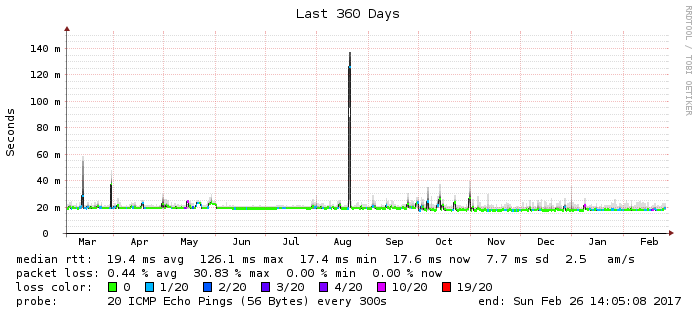 Last 360 Days
RRDTOOL / TOBI OETIKER
Seconds
140 m
120 m
100 m
80 m
60 m
40 m
20 m
0
Mar Apr May Jun Jul Aug Sep Oct Nov Dec Jan Feb
median rtt: 19.4 ms avg 126.1 ms max 17.4 ms min 17.6 ms now 7.7 ms sd 2.5 am/s
packet loss: 0.44 % avg 30.83 % max 0.00 % min 0.00 % now
loss color: 0 1/20 2/20 3/20 4/20 10/20 19/20
probe: 20 ICMP Echo Pings (56 Bytes) every 300s end: Sun Feb 26 14:05:08 2017